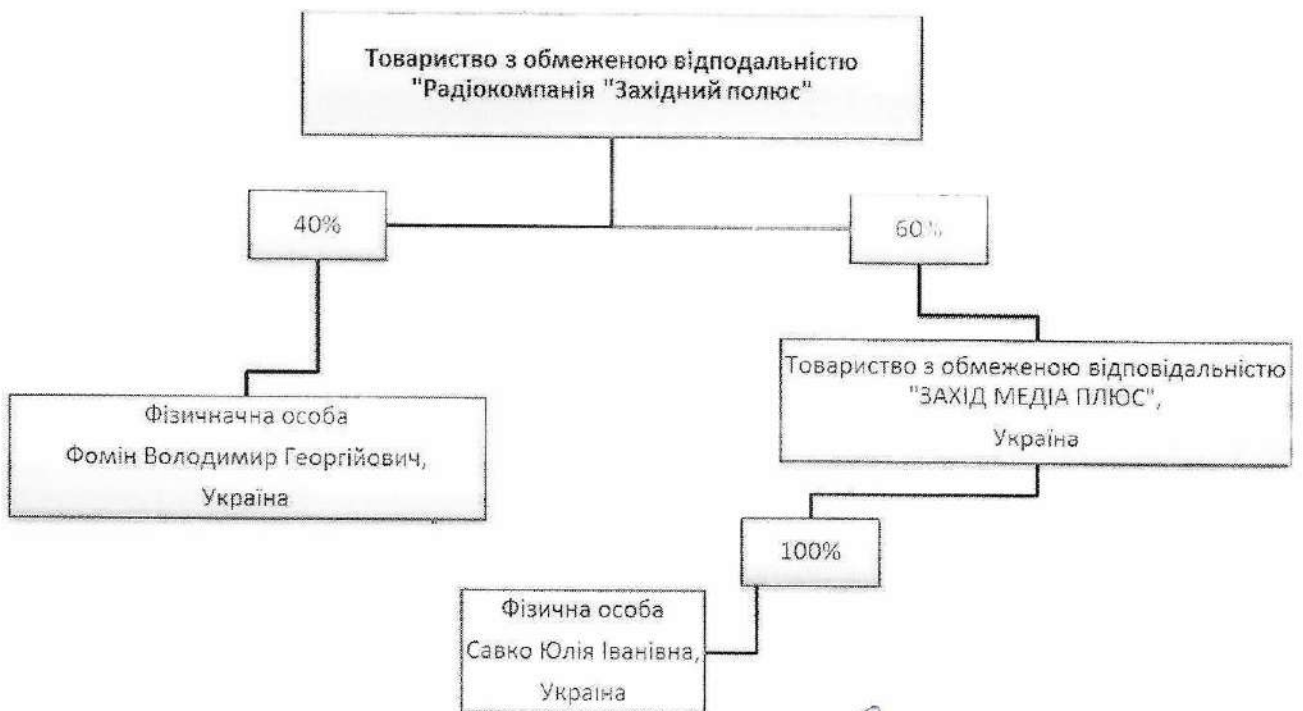 Товариство з обмеженою відподальністю
"Радіокомпанія "Західний полюс"
40%
60%
Фізичначна особа
Фомін Володимир Георгійович,
Україна
Товариство з обмеженою відповідальністю
"ЗАХІД МЕДІА ПЛЮС",
Україна
100%
Фізична особа
Савко Юлія Іванівна,
Україна